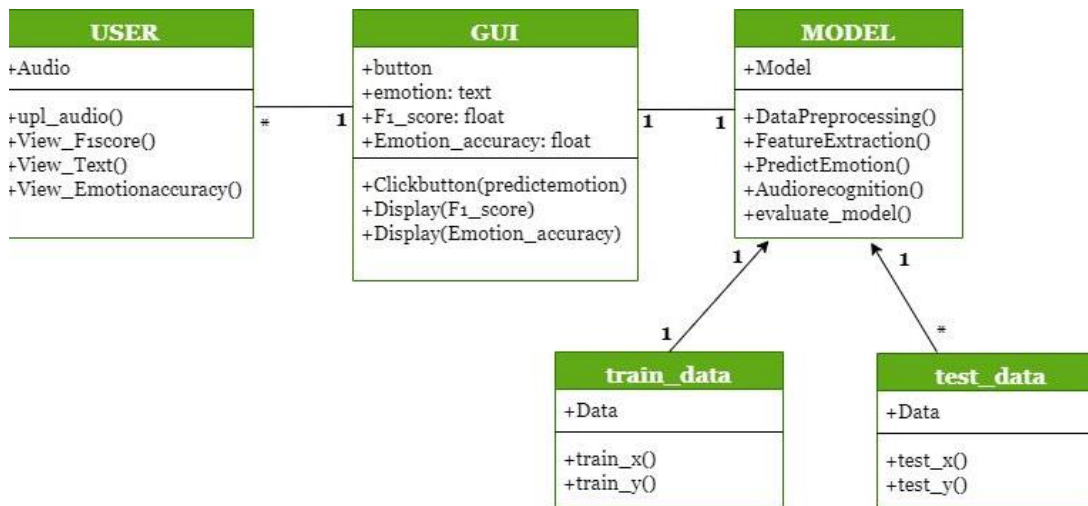 USER
+Audio
+upl_audio()
+View_F1score()
+View_Text()
+View_Emotionaccuracy()
*
1
GUI
+button
+emotion: text
+F1_score: float
+Emotion_accuracy: float
+Clickbutton(predictemotion)
+Display(F1_score)
+Display(Emotion_accuracy)
1
1
MODEL
+Model
+DataPreprocessing()
+FeatureExtraction()
+PredictEmotion()
+Audiorecognition()
+evaluate_model()
1
1
1
*
train_data
+Data
+train_x()
+train_y()
test_data
+Data
+test_x()
+test_y()